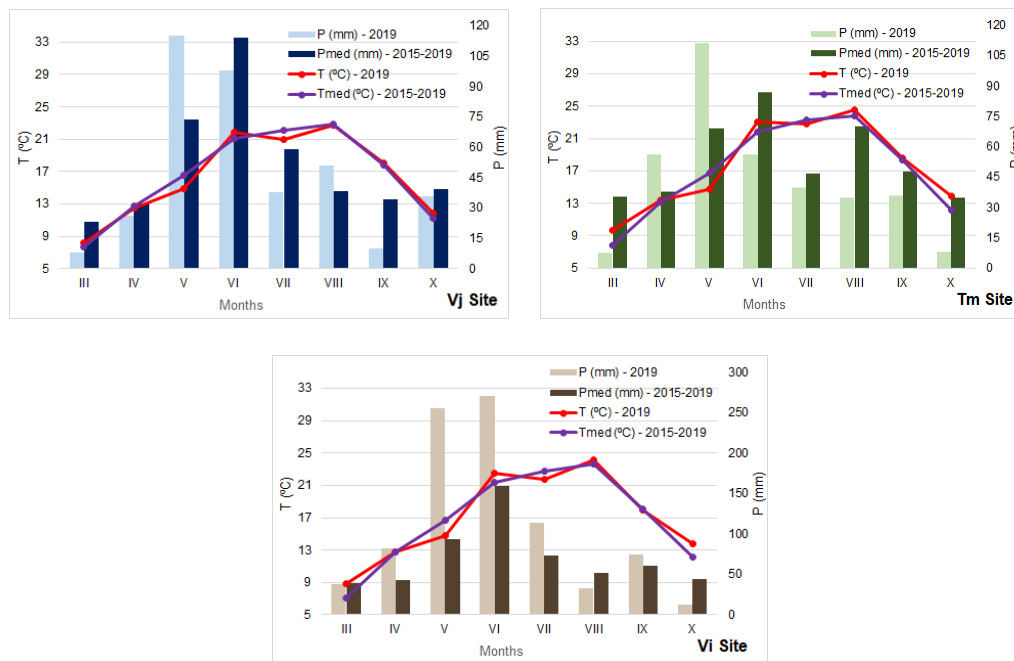 P (mm) - 2019
Pmed (mm) - 2015-2019
T (ºC) - 2019
Tmed (ºC) - 2015-2019
33
29
25
21
17
13
9
5
T (ºC)
120
105
90
75
60
45
30
15
0
P (mm)
III IV V VI VII VIII IX X
Months
Vj Site
P (mm) - 2019
Pmed (mm) - 2015-2019
T (ºC) - 2019
Tmed (ºC) - 2015-2019
33
29
25
21
17
13
9
5
T (ºC)
120
105
90
75
60
45
30
15
0
P (mm)
III IV V VI VII VIII IX X
Months
Tm Site
P (mm) - 2019
Pmed (mm) - 2015-2019
T (ºC) - 2019
Tmed (ºC) - 2015-2019
33
29
25
21
17
13
9
5
T (ºC)
300
250
200
150
100
50
0
P (mm)
III IV V VI VII VIII IX X
Months
Vi Site